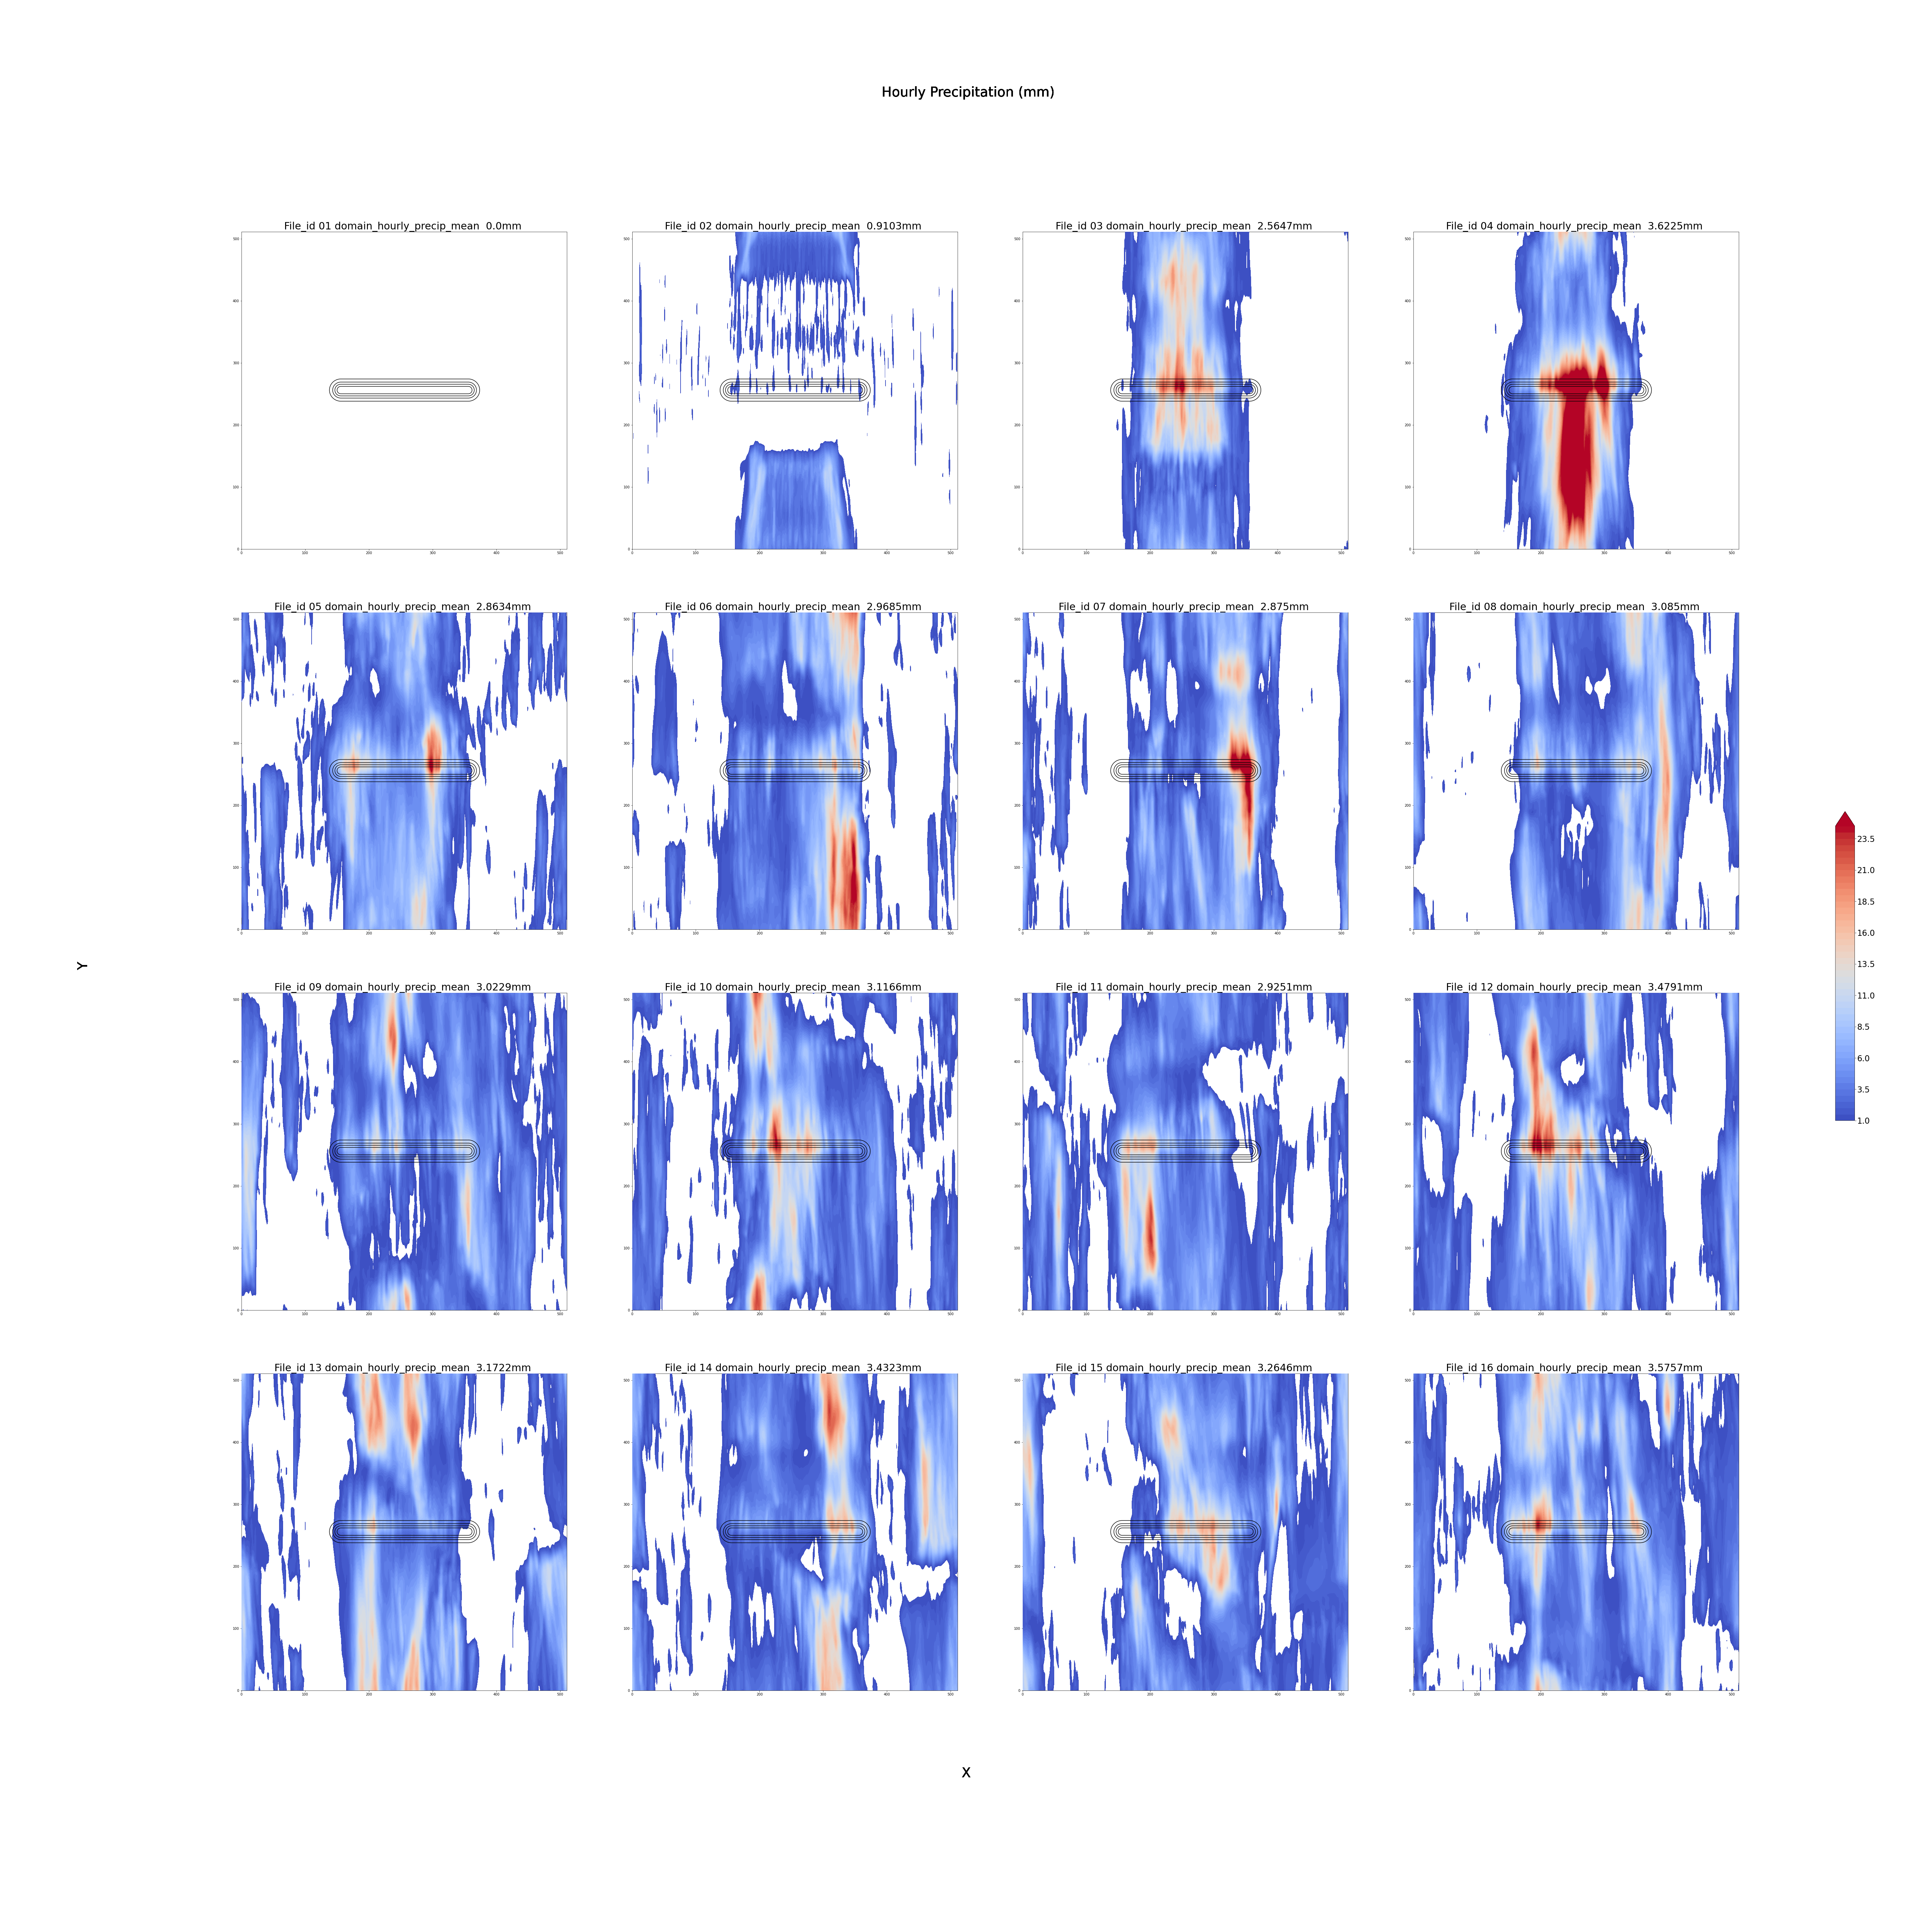 Hourly Precipitation (mm)
File_id 01 domain_hourly_precip_mean 0.0mm
File_id 02 domain_hourly_precip_mean 0.9103mm
File_id 03 domain_hourly_precip_mean 2.5647mm
File_id 04 domain_hourly_precip_mean 3.6225mm
File_id 05 domain_hourly_precip_mean 2.8634mm
File_id 06 domain_hourly_precip_mean 2.9685mm
File_id 07 domain_hourly_precip_mean 2.875mm
File_id 08 domain_hourly_precip_mean 3.085mm
23.5
21.0
18.5
16.0
13.5
11.0
8.5
6.0
3.5
1.0
Y
File_id 09 domain_hourly_precip_mean 3.0229mm
File_id 10 domain_hourly_precip_mean 3.1166mm
File_id 11 domain_hourly_precip_mean 2.9251mm
File_id 12 domain_hourly_precip_mean 3.4791mm
File_id 13 domain_hourly_precip_mean 3.1722mm
File_id 14 domain_hourly_precip_mean 3.4323mm
File_id 15 domain_hourly_precip_mean 3.2646mm
File_id 16 domain_hourly_precip_mean 3.5757mm
X